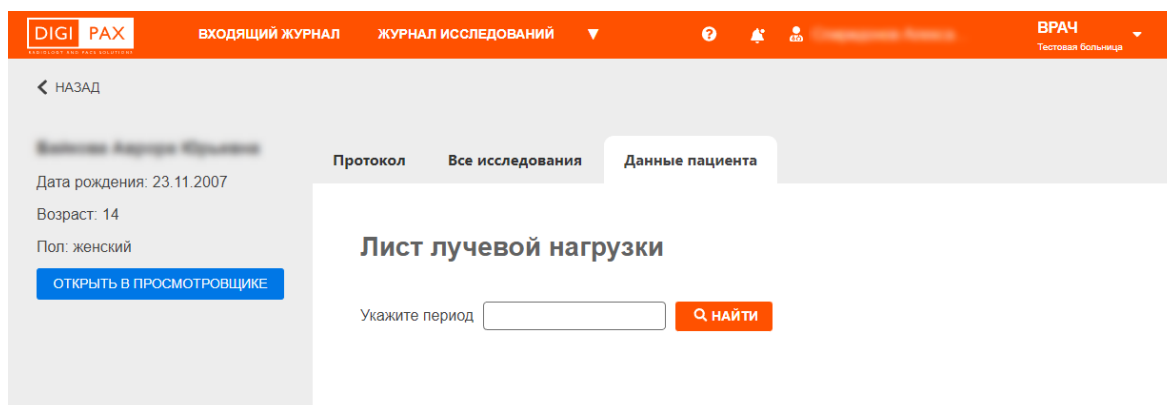 DIGI PAX
RADIOLOGY AND PACS SOLUTIONS
ВХОДЯЩИЙ ЖУРНАЛ
ЖУРНАЛ ИССЛЕДОВАНИЙ
ВРАЧ
Тестовая больница
НАЗАД
Дата рождения: 23.11.2007
Возраст: 14
Пол: женский
ОТКРЫТЬ В ПРОСМОТРОВЩИКЕ
Протокол
Все исследования
Данные пациента
Лист лучевой нагрузки
Укажите период
НАЙТИ